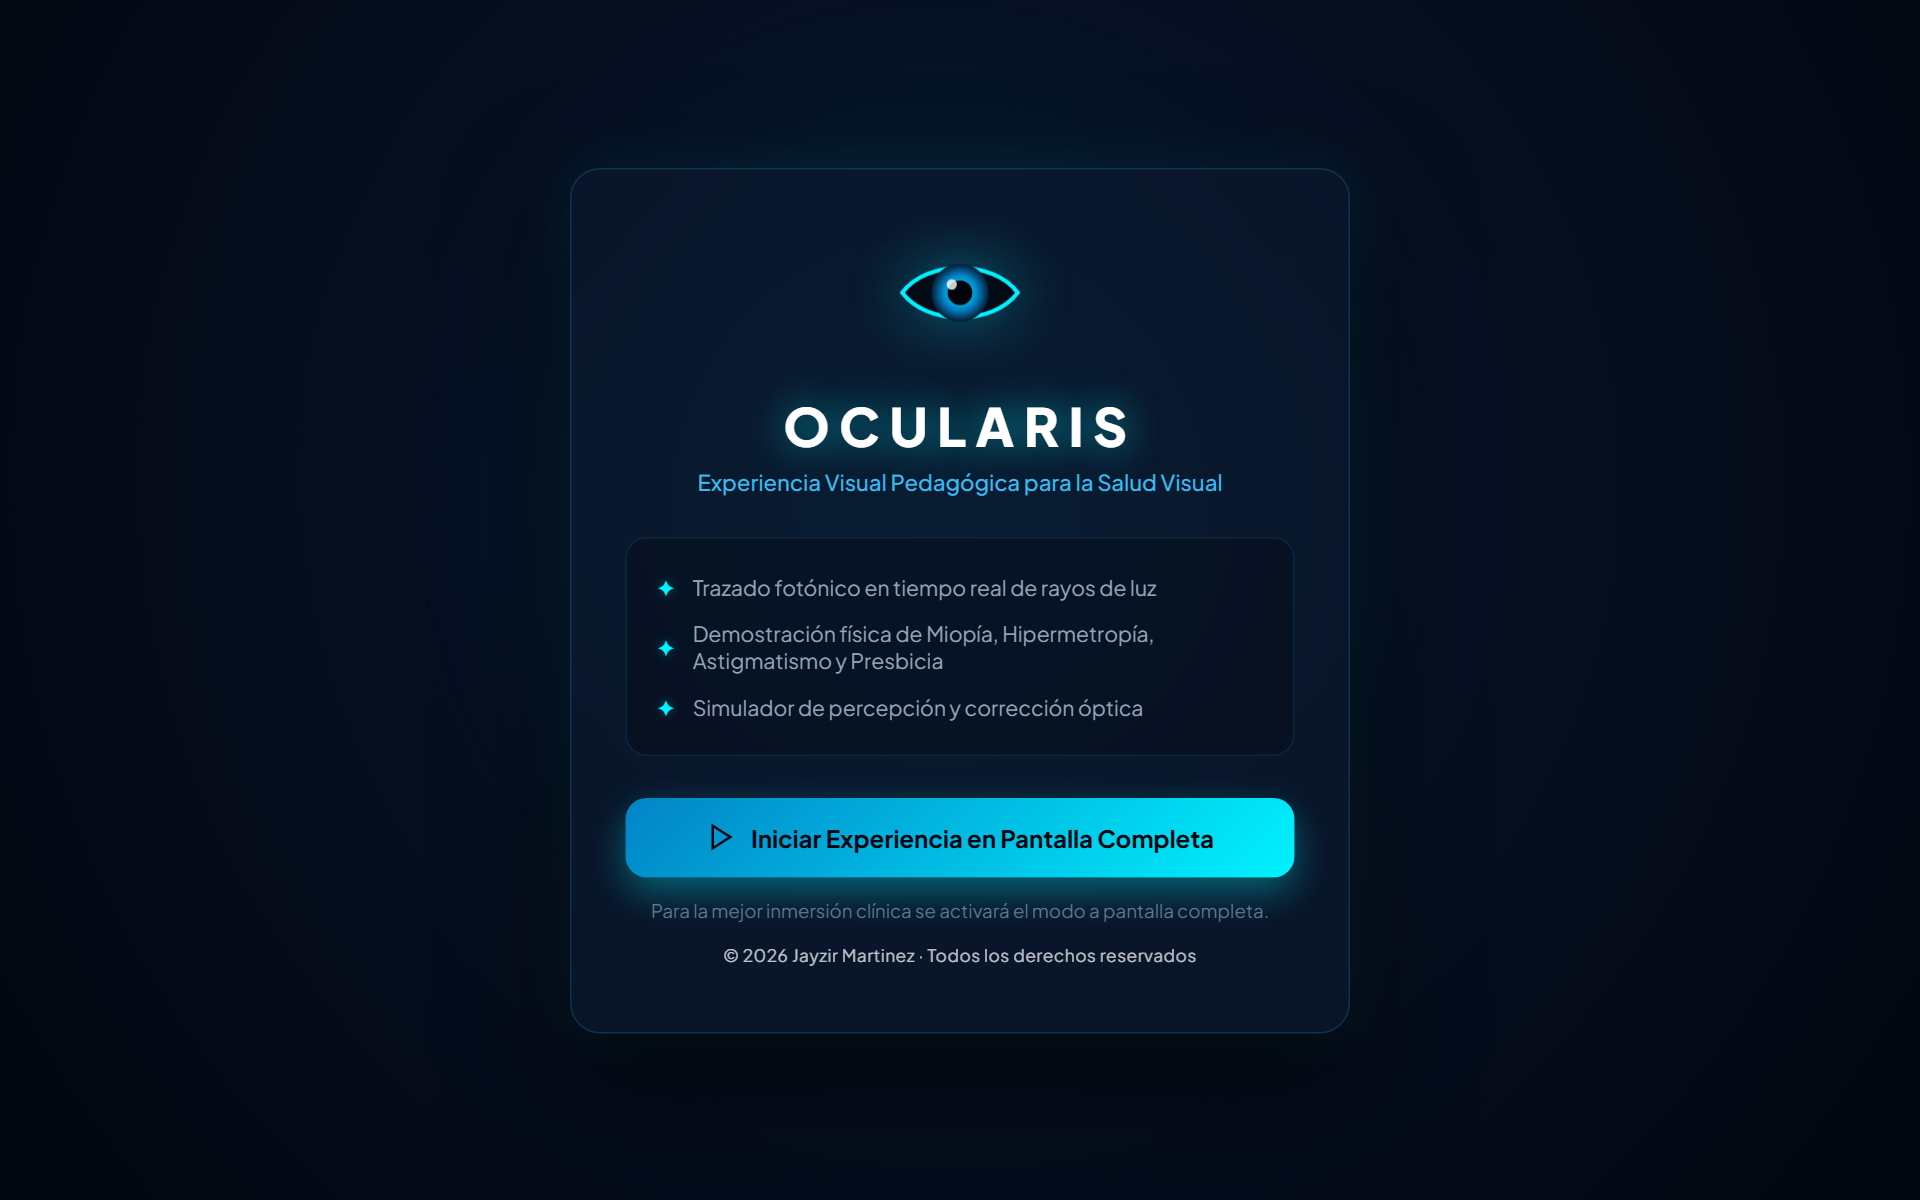 OCULARIS
Experiencia Visual Pedagógica para la Salud Visual
Trazado fotónico en tiempo real de rayos de luz
Demostración física de Miopía, Hipermetropía,
Astigmatismo y Presbicia
Simulador de percepción y corrección óptica
Iniciar Experiencia en Pantalla Completa
Para la mejor inmersión clínica se activará el modo a pantalla completa.
© 2026 Jayzir Martinez · Todos los derechos reservados